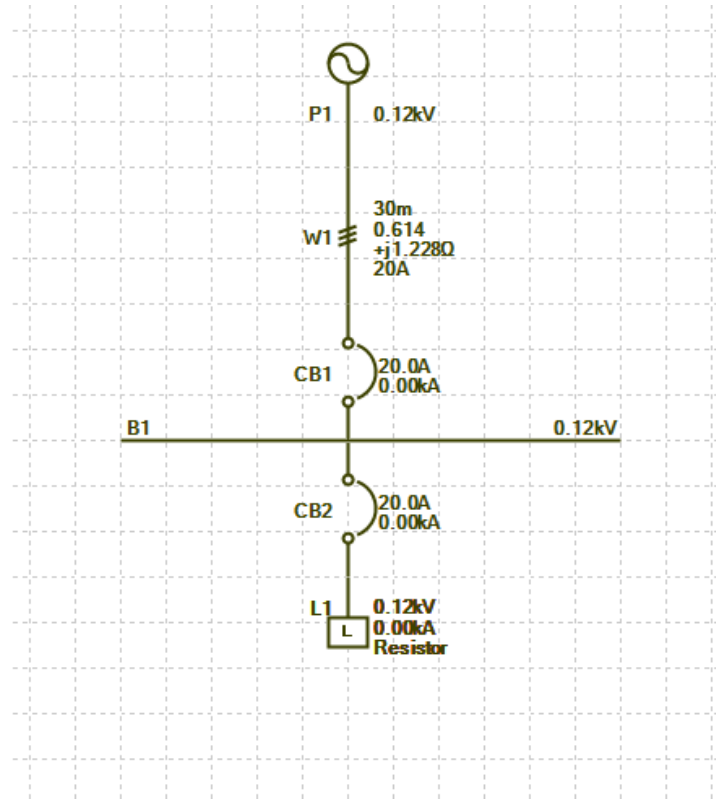 P1 0.12kV
30m
W1 0.614
+j1.228Ω
20A
CB1 20.0A
0.00kA
B1 0.12kV
CB2 20.0A
0.00kA
L1 0.12kV
L 0.00kA
Resistor